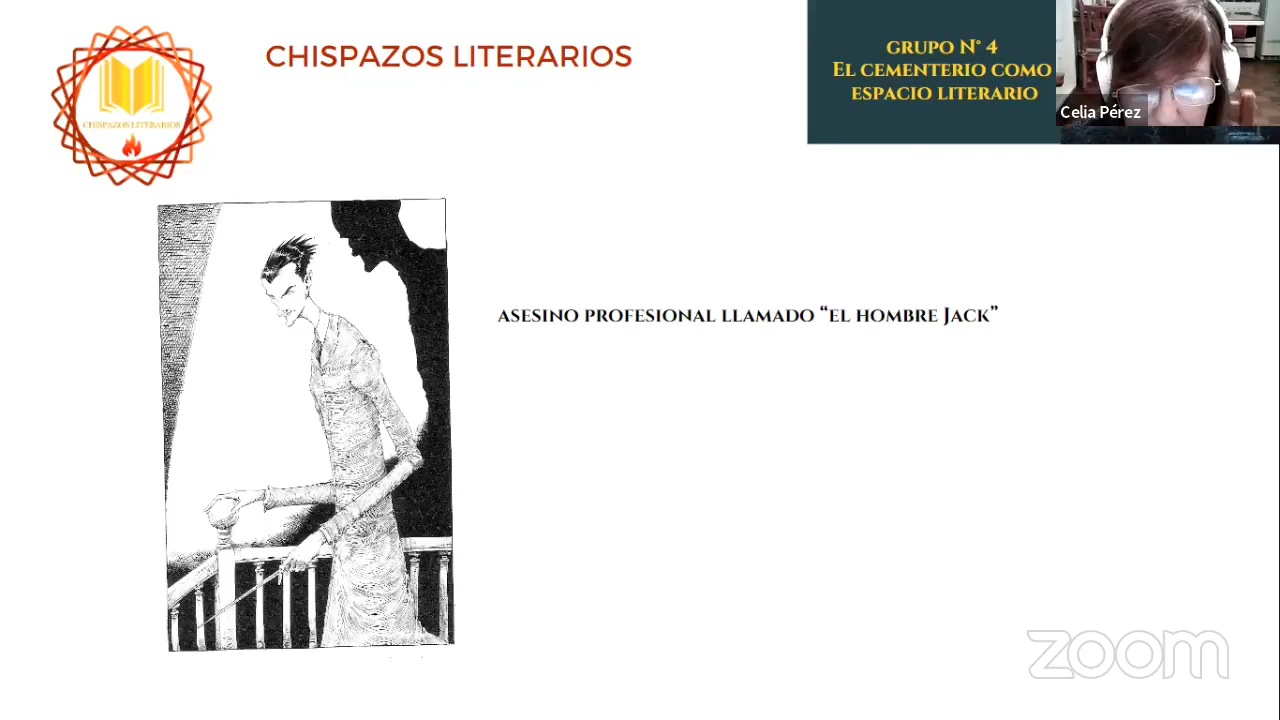 CHISPAZOS LITERARIOS
CHISPAZOS LITERARIOS
GRUPO N° 4
EL CEMENTERIO COMO
ESPACIO LITERARIO
Celia Pérez
ASESINO PROFESIONAL LLAMADO “EL HOMBRE JACK”
zoom